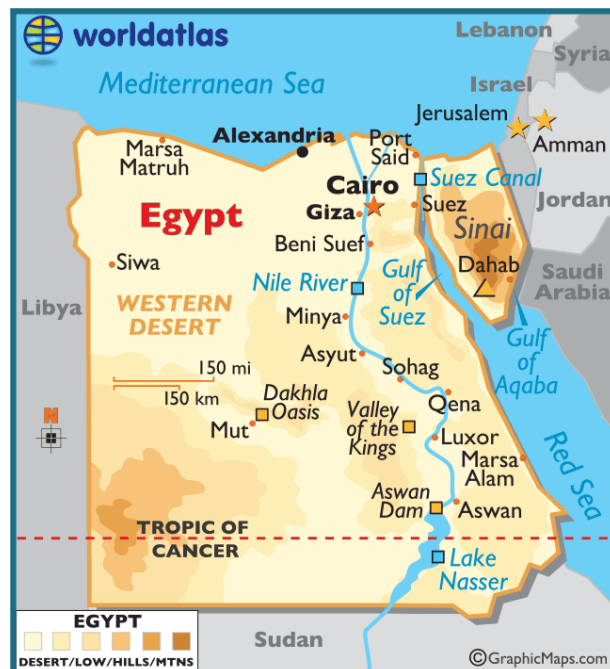 worldatlas
Lebanon
Syria
Mediterranean Sea
Israel
Jerusalem
Amman
Alexandria
Marsa
Matruh
Port
Said
Suez Canal
Cairo
Jordan
Giza
Suez
Egypt
Sinai
Beni Suef
Siwa
Dahab
Saudi
Arabia
Nile River
Gulf
of
Suez
WESTERN
DESERT
Libya
Minya
Gulf
of
Aqaba
Asyut
150 mi
150 km
Sohag
Dakhla
Oasis
Qena
N
Mut
Valley
of the
Kings
Luxor
Red Sea
Marsa
Alam
Aswan
Dam
Aswan
TROPIC OF
CANCER
Lake
Nasser
EGYPT
DESERT/LOW/HILLS/MTNS
Sudan
©GraphicMaps.com